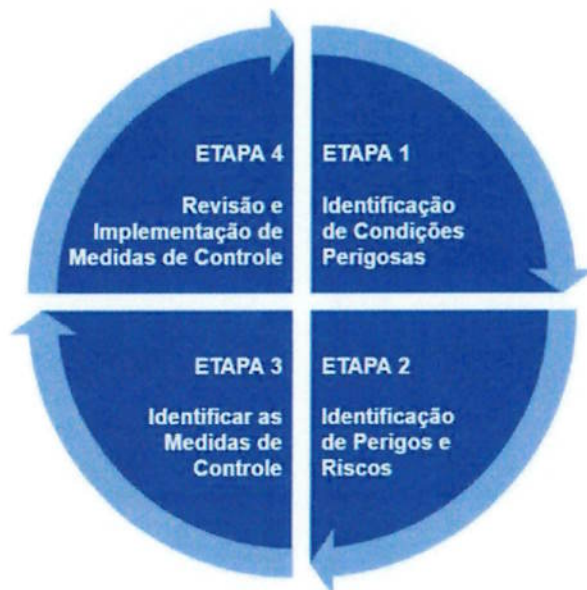 ETAPA 4
Revisão e
Implementação de
Medidas de Controle
ETAPA 1
Identificação
de Condições
Perigosas
ETAPA 3
Identificar as
Medidas de
Controle
ETAPA 2
Identificação
de Perigos e
Riscos